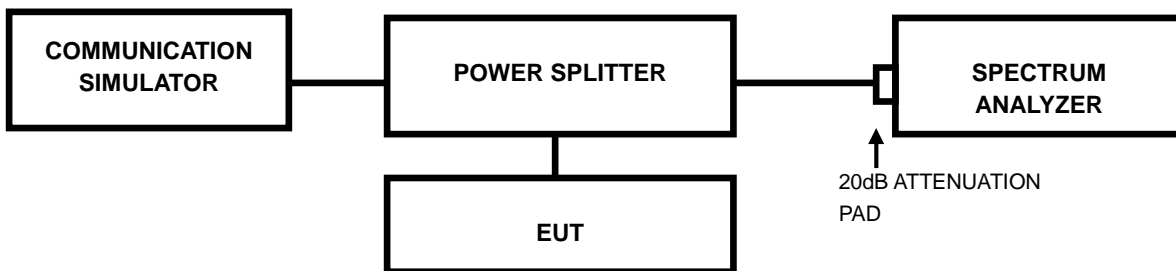 COMMUNICATION
SIMULATOR
POWER SPLITTER
SPECTRUM
ANALYZER
20dB ATTENUATION
PAD
EUT